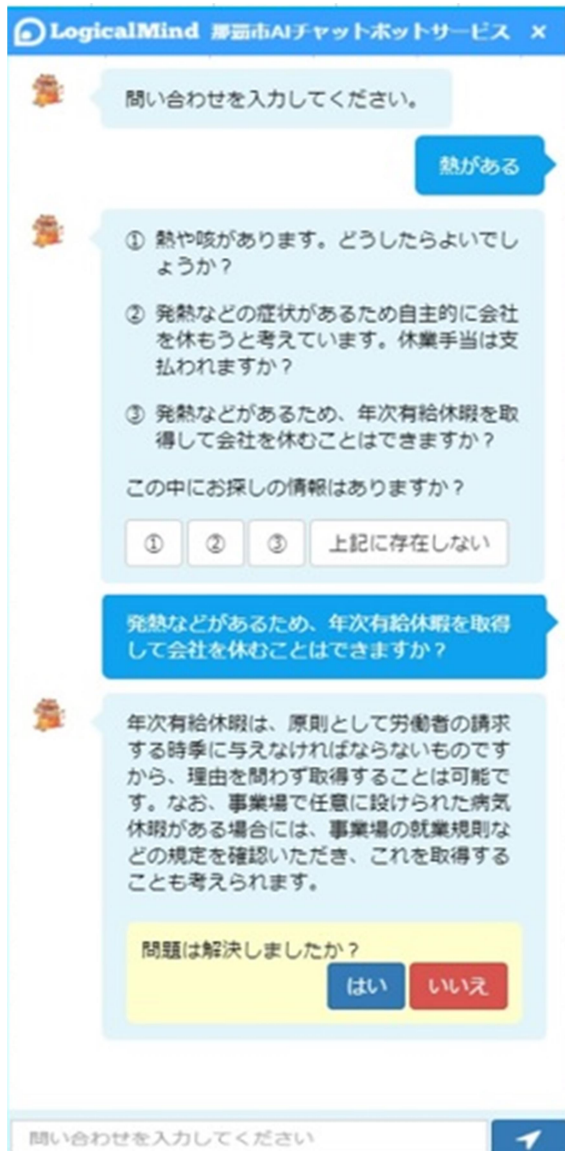 LogicalMind 那覇市AIチャットボットサービス ×
問い合わせを入力してください。
熱がある
① 熱や咳があります。どうしたらよいでし
ょうか？
② 発熱などの症状があるため自主的に会社
を休もうと考えています。休業手当は支
払われますか？
③ 発熱などがあるため、年次有給休暇を取
得して会社を休むことはできますか？
この中にお探しの情報はありますか？
① ② ③ 上記に存在しない
発熱などがあるため、年次有給休暇を取得
して会社を休むことはできますか？
年次有給休暇は、原則として労働者の請求
する時季に与えなければならないものです
から、理由を問わず取得することは可能で
す。なお、事業場で任意に設けられた病気
休暇がある場合には、事業場の就業規則な
どの規定を確認いただき、これを取得する
ことも考えられます。
問題は解決しましたか？
はい いいえ
問い合わせを入力してください